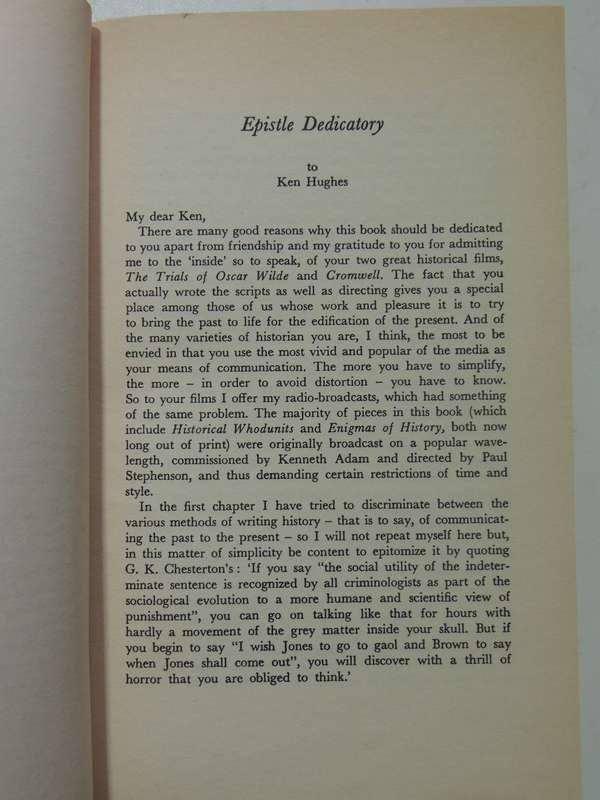 Epistle Dedicatory
to
Ken Hughes
My dear Ken,
There are many good reasons why this book should be dedicated
to you apart from friendship and my gratitude to you for admitting
me to the 'inside' so to speak, of your two great historical films,
The Trials of Oscar Wilde and Cromwell. The fact that you
actually wrote the scripts as well as directing gives you a special
place among those of us whose work and pleasure it is to try
to bring the past to life for the edification of the present. And of
the many varieties of historian you are, I think, the most to be
envied in that you use the most vivid and popular of the media as
your means of communication. The more you have to simplify,
the more – in order to avoid distortion – you have to know.
So to your films I offer my radio-broadcasts, which had something
of the same problem. The majority of pieces in this book (which
include Historical Whodunits and Enigmas of History, both now
long out of print) were originally broadcast on a popular wave-
length, commissioned by Kenneth Adam and directed by Paul
Stephenson, and thus demanding certain restrictions of time and
style.
In the first chapter I have tried to discriminate between the
various methods of writing history – that is to say, of communicat-
ing the past to the present – so I will not repeat myself here but,
in this matter of simplicity be content to epitomize it by quoting
G. K. Chesterton's: 'If you say "the social utility of the indeter-
minate sentence is recognized by all criminologists as part of the
sociological evolution to a more humane and scientific view of
punishment", you can go on talking like that for hours with
hardly a movement of the grey matter inside your skull. But if
you begin to say "I wish Jones to go to gaol and Brown to say
when Jones shall come out", you will discover with a thrill of
horror that you are obliged to think.'